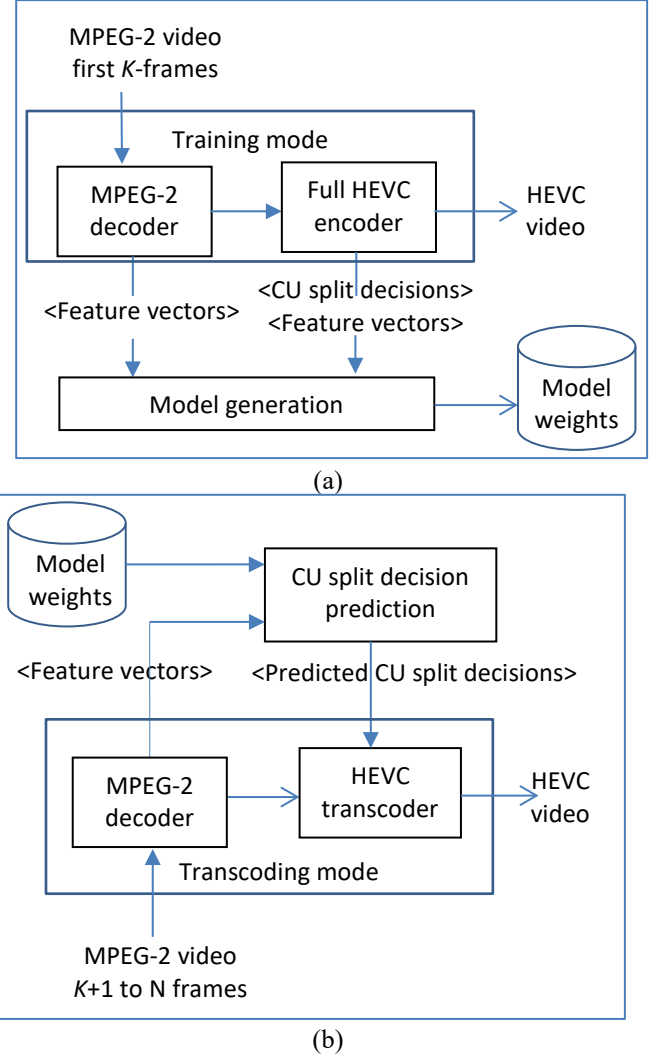 MPEG-2 video
first K-frames
Training mode
MPEG-2
decoder
Full HEVC
encoder
HEVC
video
<Feature vectors>
<CU split decisions>
<Feature vectors>
Model generation
Model
weights
(a)
Model
weights
CU split decision
prediction
<Feature vectors>
<Predicted CU split decisions>
MPEG-2
decoder
HEVC
transcoder
HEVC
video
Transcoding mode
MPEG-2 video
K+1 to N frames
(b)